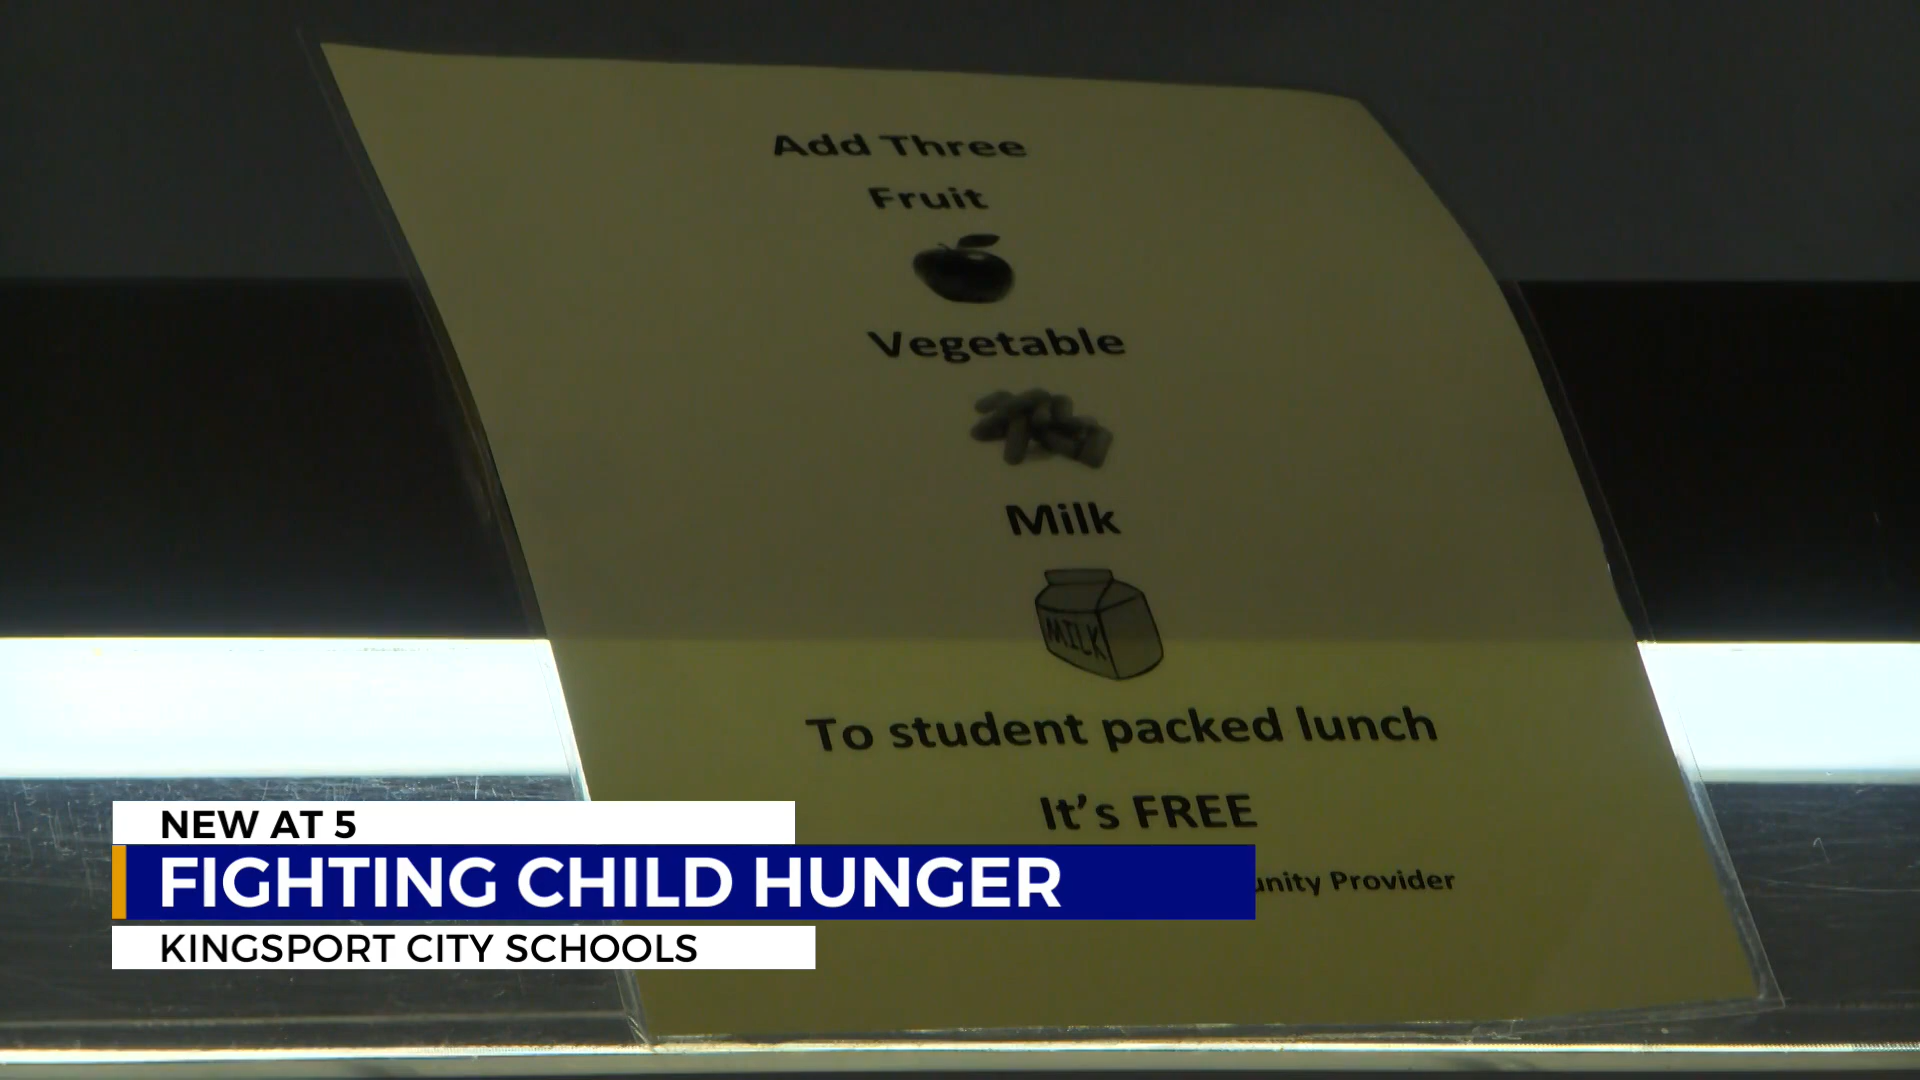 Add Three
Fruit
Vegetable
Milk
MILK
To student packed lunch
It's FREE
Provider
NEW AT 5
FIGHTING CHILD HUNGER
KINGSPORT CITY SCHOOLS